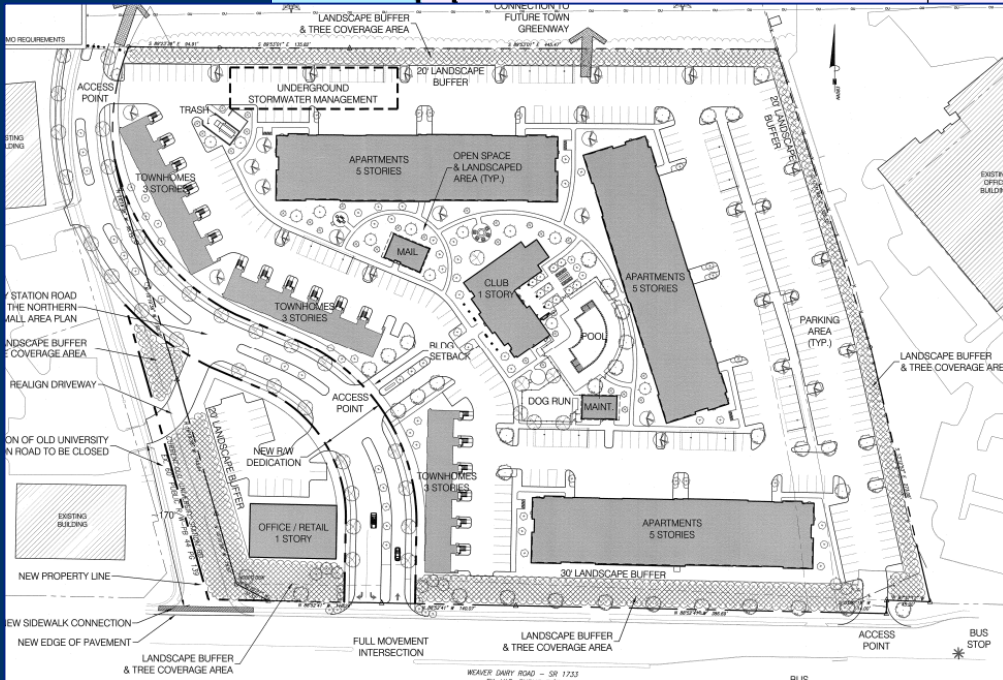 CONNECTION TO
FUTURE TOWN
GREENWAY
LANDSCAPE BUFFER
& TREE COVERAGE AREA
REQUIREMENTS
ACCESS
POINT
20' LANDSCAPE
BUFFER
UNDERGROUND
STORMWATER MANAGEMENT
TRASH
20' LANDSCAPE
BUFFER
APARTMENTS
5 STORIES
OPEN SPACE
& LANDSCAPED
AREA (TYP.)
TOWNHOMES
3 STORIES
EXISTING
OFFICE
BUILDING
MAIL
CLUB
1 STORY
APARTMENTS
5 STORIES
STATION ROAD
THE NORTHERN
AREA PLAN
TOWNHOMES
3 STORIES
POOL
PARKING
AREA
(TYP.)
BLDG
SETBACK
LANDSCAPE BUFFER
COVERAGE AREA
LANDSCAPE BUFFER
& TREE COVERAGE AREA
REALIGN DRIVEWAY
ACCESS
POINT
DOG RUN
MAINT.
20' LANDSCAPE BUFFER
OF OLD UNIVERSITY
ROAD TO BE CLOSED
NEW R/W
DEDICATION
TOWNHOMES
3 STORIES
EXISTING
BUILDING
170'
OFFICE / RETAIL
1 STORY
APARTMENTS
5 STORIES
30' LANDSCAPE BUFFER
NEW PROPERTY LINE
NEW SIDEWALK CONNECTION
NEW EDGE OF PAVEMENT
FULL MOVEMENT
INTERSECTION
LANDSCAPE BUFFER
& TREE COVERAGE AREA
LANDSCAPE BUFFER
& TREE COVERAGE AREA
ACCESS
POINT
BUS
STOP
WEAVER DAIRY ROAD - SR 1733
BUS